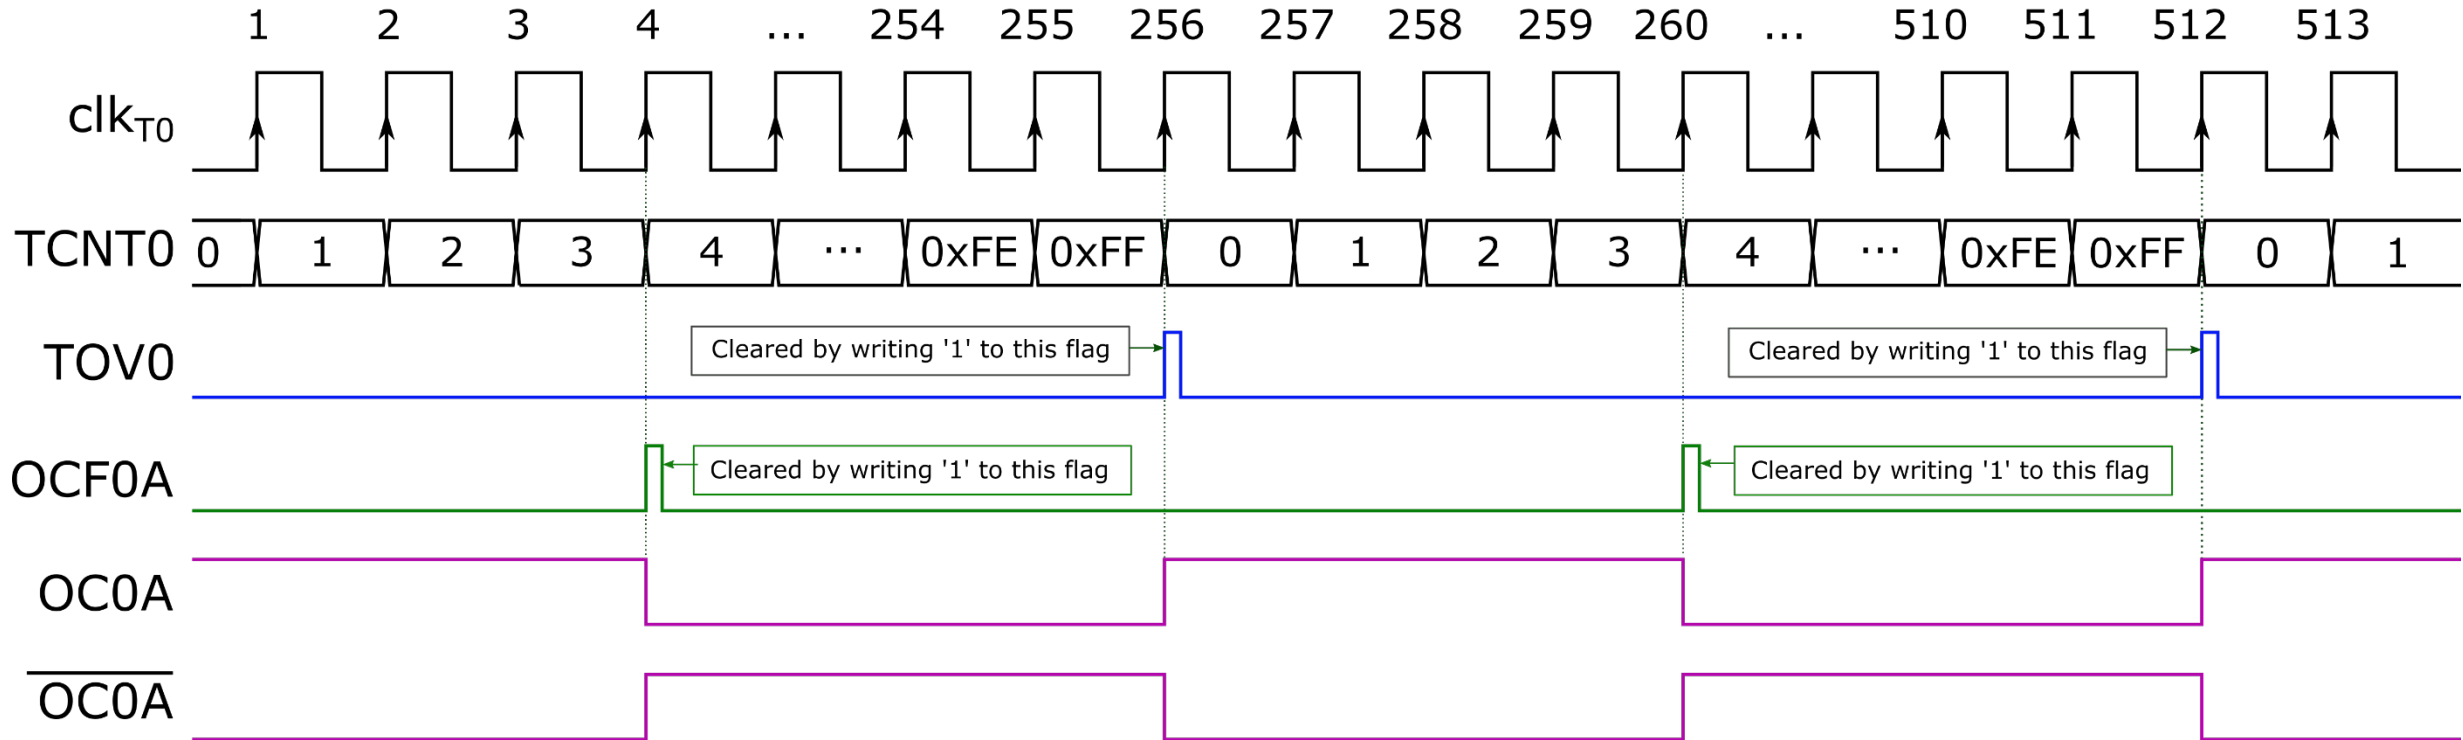 1 2 3 4 ... 254 255 256 257 258 259 260 ... 510 511 512 513
clkT0
TCNT0 0 1 2 3 4 ... 0xFE 0xFF 0 1 2 3 4 ... 0xFE 0xFF 0 1
TOV0 Cleared by writing '1' to this flag Cleared by writing '1' to this flag
OCF0A Cleared by writing '1' to this flag Cleared by writing '1' to this flag
OC0A
OC0A